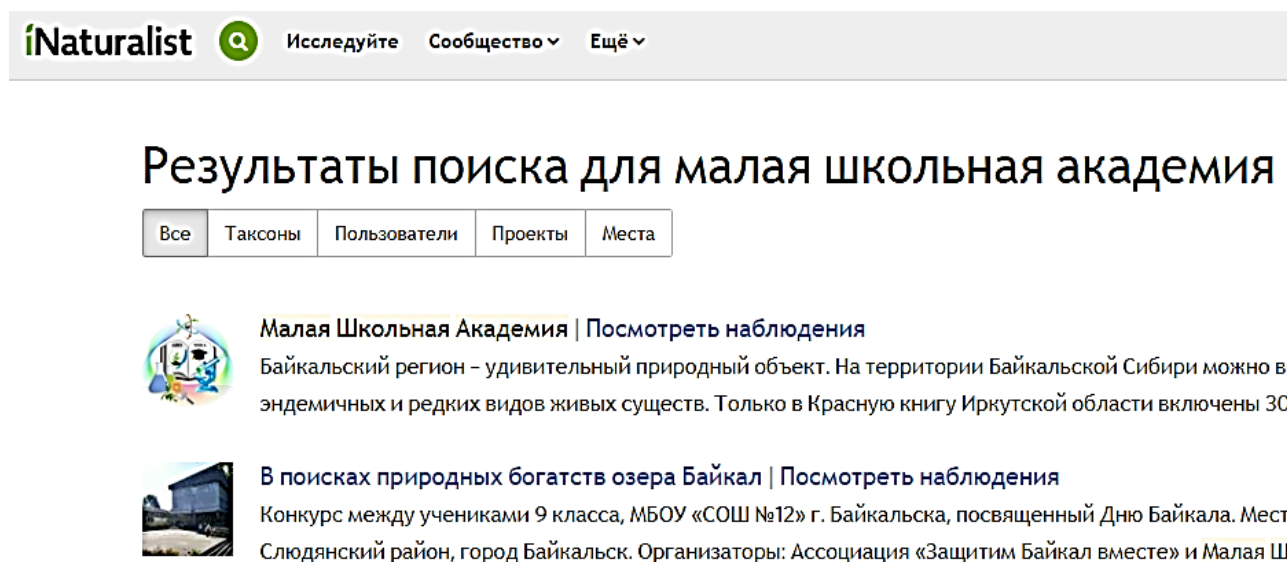 iNaturalist Исследуйте Сообщество Ещё
Результаты поиска для малая школьная академия
Все Таксоны Пользователи Проекты Места
Малая Школьная Академия | Посмотреть наблюдения
Байкальский регион – удивительный природный объект. На территории Байкальской Сибири можно в
эндемичных и редких видов живых существ. Только в Красную книгу Иркутской области включены 30
В поисках природных богатств озера Байкал | Посмотреть наблюдения
Конкурс между учениками 9 класса, МБОУ «СОШ №12» г. Байкальска, посвященный Дню Байкала. Мест
Слюдянский район, город Байкальск. Организаторы: Ассоциация «Защитим Байкал вместе» и Малая Ш